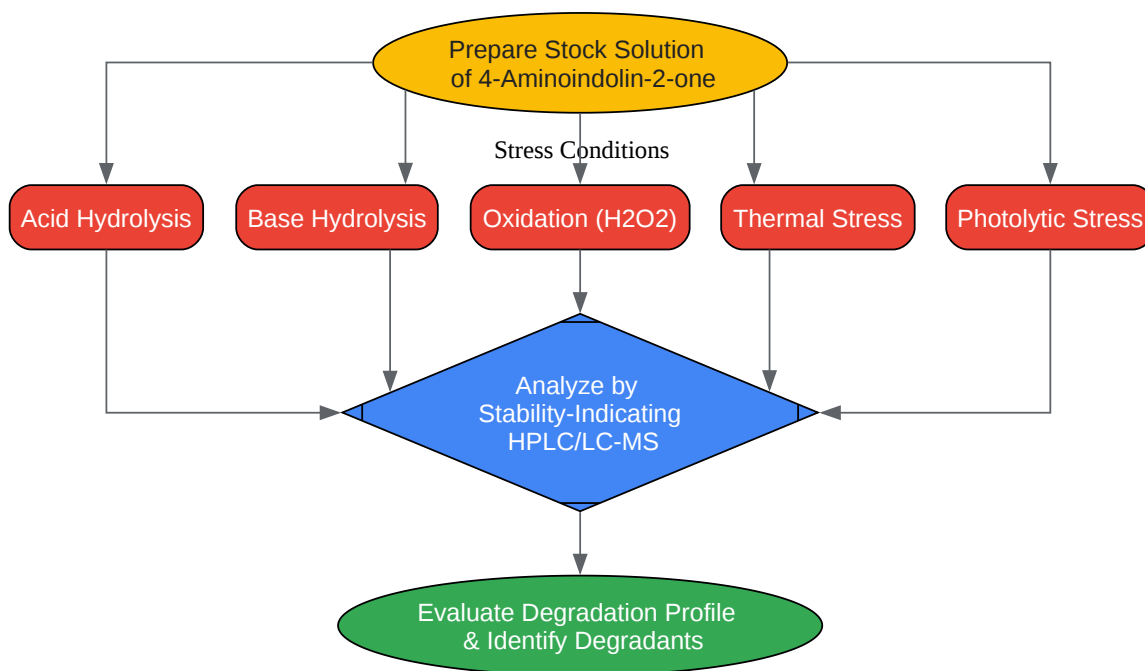 Prepare Stock Solution
of 4-Aminoindolin-2-one
Stress Conditions
Acid Hydrolysis
Base Hydrolysis
Oxidation (H2O2)
Thermal Stress
Photolytic Stress
Analyze by
Stability-Indicating
HPLC/LC-MS
Evaluate Degradation Profile
& Identify Degradants